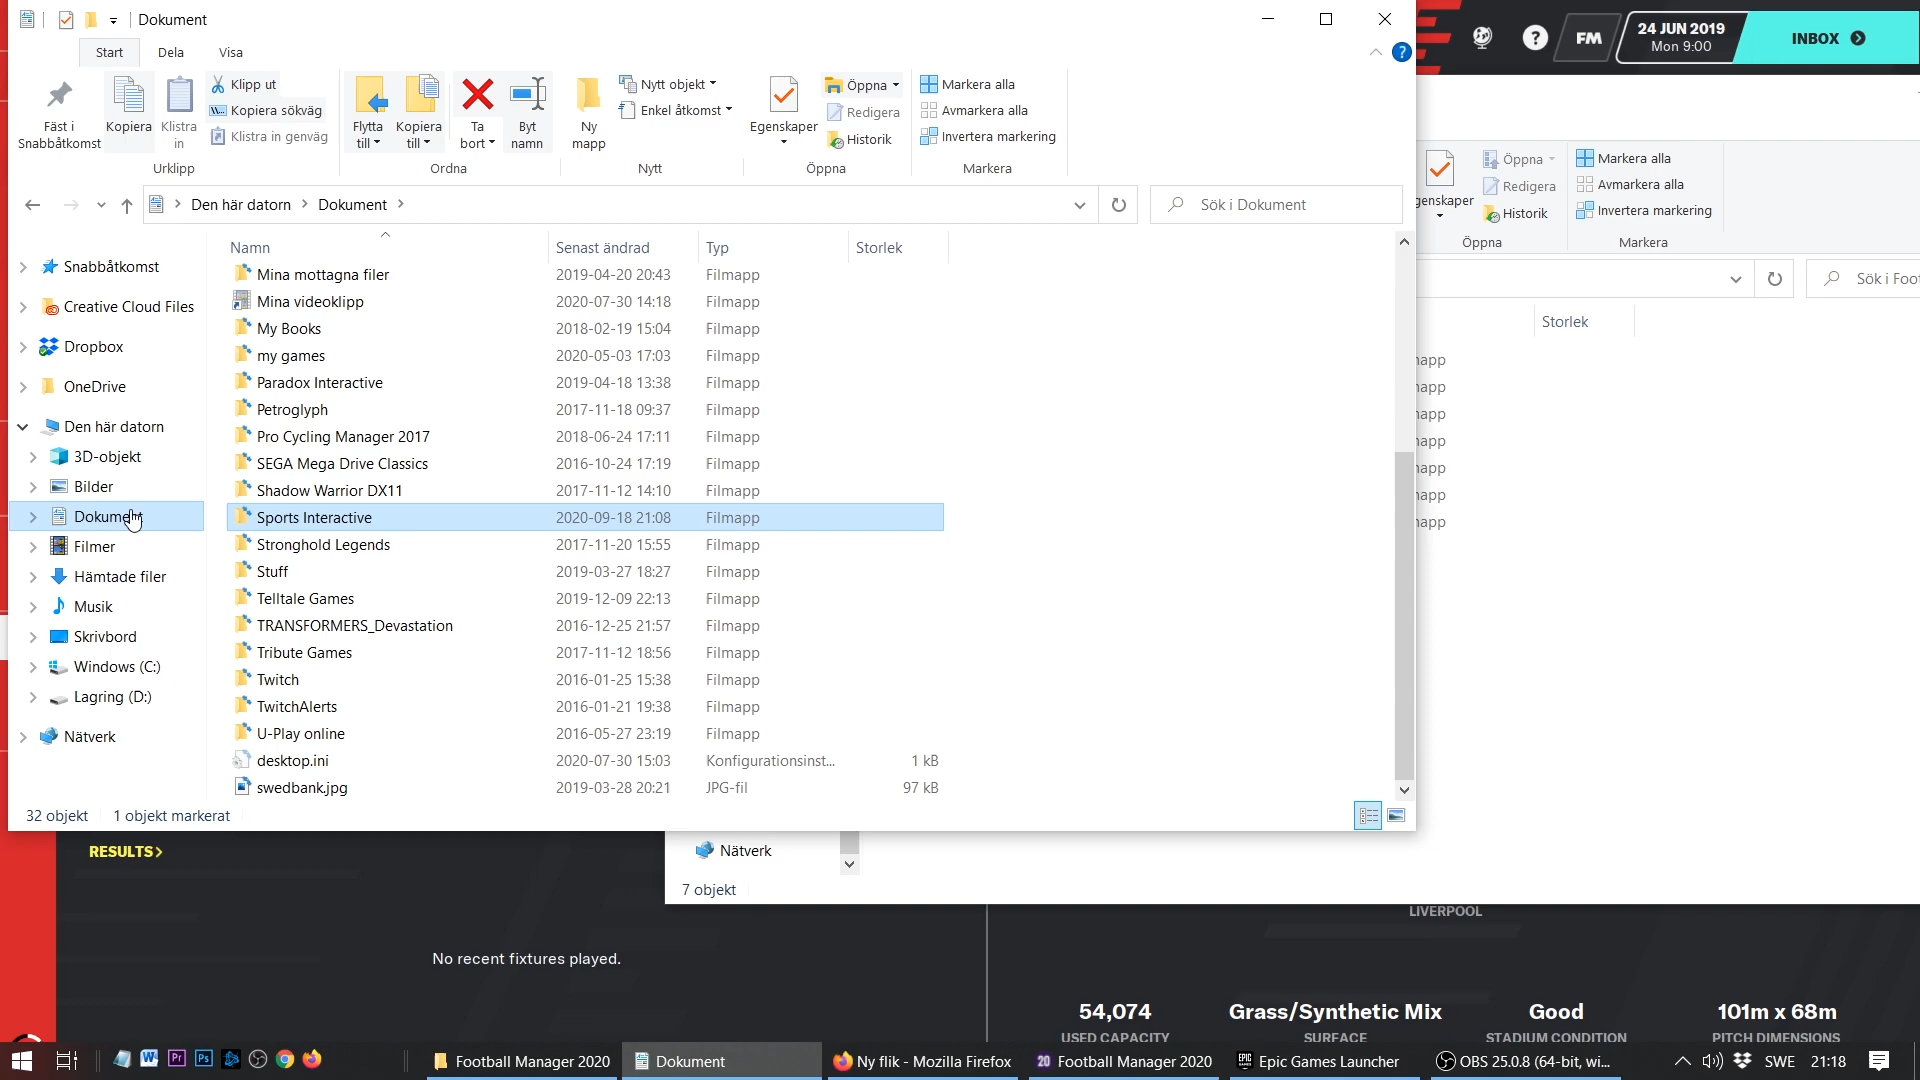 Dokument
Start
Dela
Visa
Fäst i
Snabbåtkomst
Kopiera
Klistra
in
Klipp ut
Kopiera sökväg
Klistra in genväg
Urklipp
Flytta
till
Kopiera
till
Ta
bort
Byt
namn
Ordna
Ny
mapp
Nytt objekt
Enkel åtkomst
Nytt
Egenskaper
Öppna
Redigera
Historik
Öppna
Markera alla
Avmarkera alla
Invertera markering
Markera
Den här datorn
Dokument
Sök i Dokument
Snabbåtkomst
Creative Cloud Files
Dropbox
OneDrive
Den här datorn
3D-objekt
Bilder
Dokument
Filmer
Hämtade filer
Musik
Skrivbord
Windows (C:)
Lagring (D:)
Nätverk
Namn Senast ändrad Typ Storlek
Mina mottagna filer 2019-04-20 20:43 Filmapp
Mina videoklipp 2020-07-30 14:18 Filmapp
My Books 2018-02-19 15:04 Filmapp
my games 2020-05-03 17:03 Filmapp
Paradox Interactive 2019-04-18 13:38 Filmapp
Petroglyph 2017-11-18 09:37 Filmapp
Pro Cycling Manager 2017 2018-06-24 17:11 Filmapp
SEGA Mega Drive Classics 2016-10-24 17:19 Filmapp
Shadow Warrior DX11 2017-11-12 14:10 Filmapp
Sports Interactive 2020-09-18 21:08 Filmapp
Stronghold Legends 2017-11-20 15:55 Filmapp
Stuff 2019-03-27 18:27 Filmapp
Telltale Games 2019-12-09 22:13 Filmapp
TRANSFORMERS_Devastation 2016-12-25 21:57 Filmapp
Tribute Games 2017-11-12 18:56 Filmapp
Twitch 2016-01-25 15:38 Filmapp
TwitchAlerts 2016-01-21 19:38 Filmapp
U-Play online 2016-05-27 23:19 Filmapp
desktop.ini 2020-07-30 15:03 Konfigurationsinst... 1 kB
swedbank.jpg 2019-03-28 20:21 JPG-fil 97 kB
32 objekt 1 objekt markerat
?
FM
24 JUN 2019
Mon 9:00
INBOX
genskaper
Öppna
Redigera
Historik
Öppna
Markera alla
Avmarkera alla
Invertera markering
Markera
Sök i Foot
Storlek
napp
napp
napp
napp
napp
napp
napp
Nätverk
7 objekt
RESULTS>
No recent fixtures played.
LIVERPOOL
54,074
USED CAPACITY
Grass/Synthetic Mix
SURFACE
Good
STADIUM CONDITION
101m x 68m
PITCH DIMENSIONS
Football Manager 2020
Dokument
Ny flik - Mozilla Firefox
20 Football Manager 2020
Epic Games Launcher
OBS 25.0.8 (64-bit, wi...
SWE
21:18